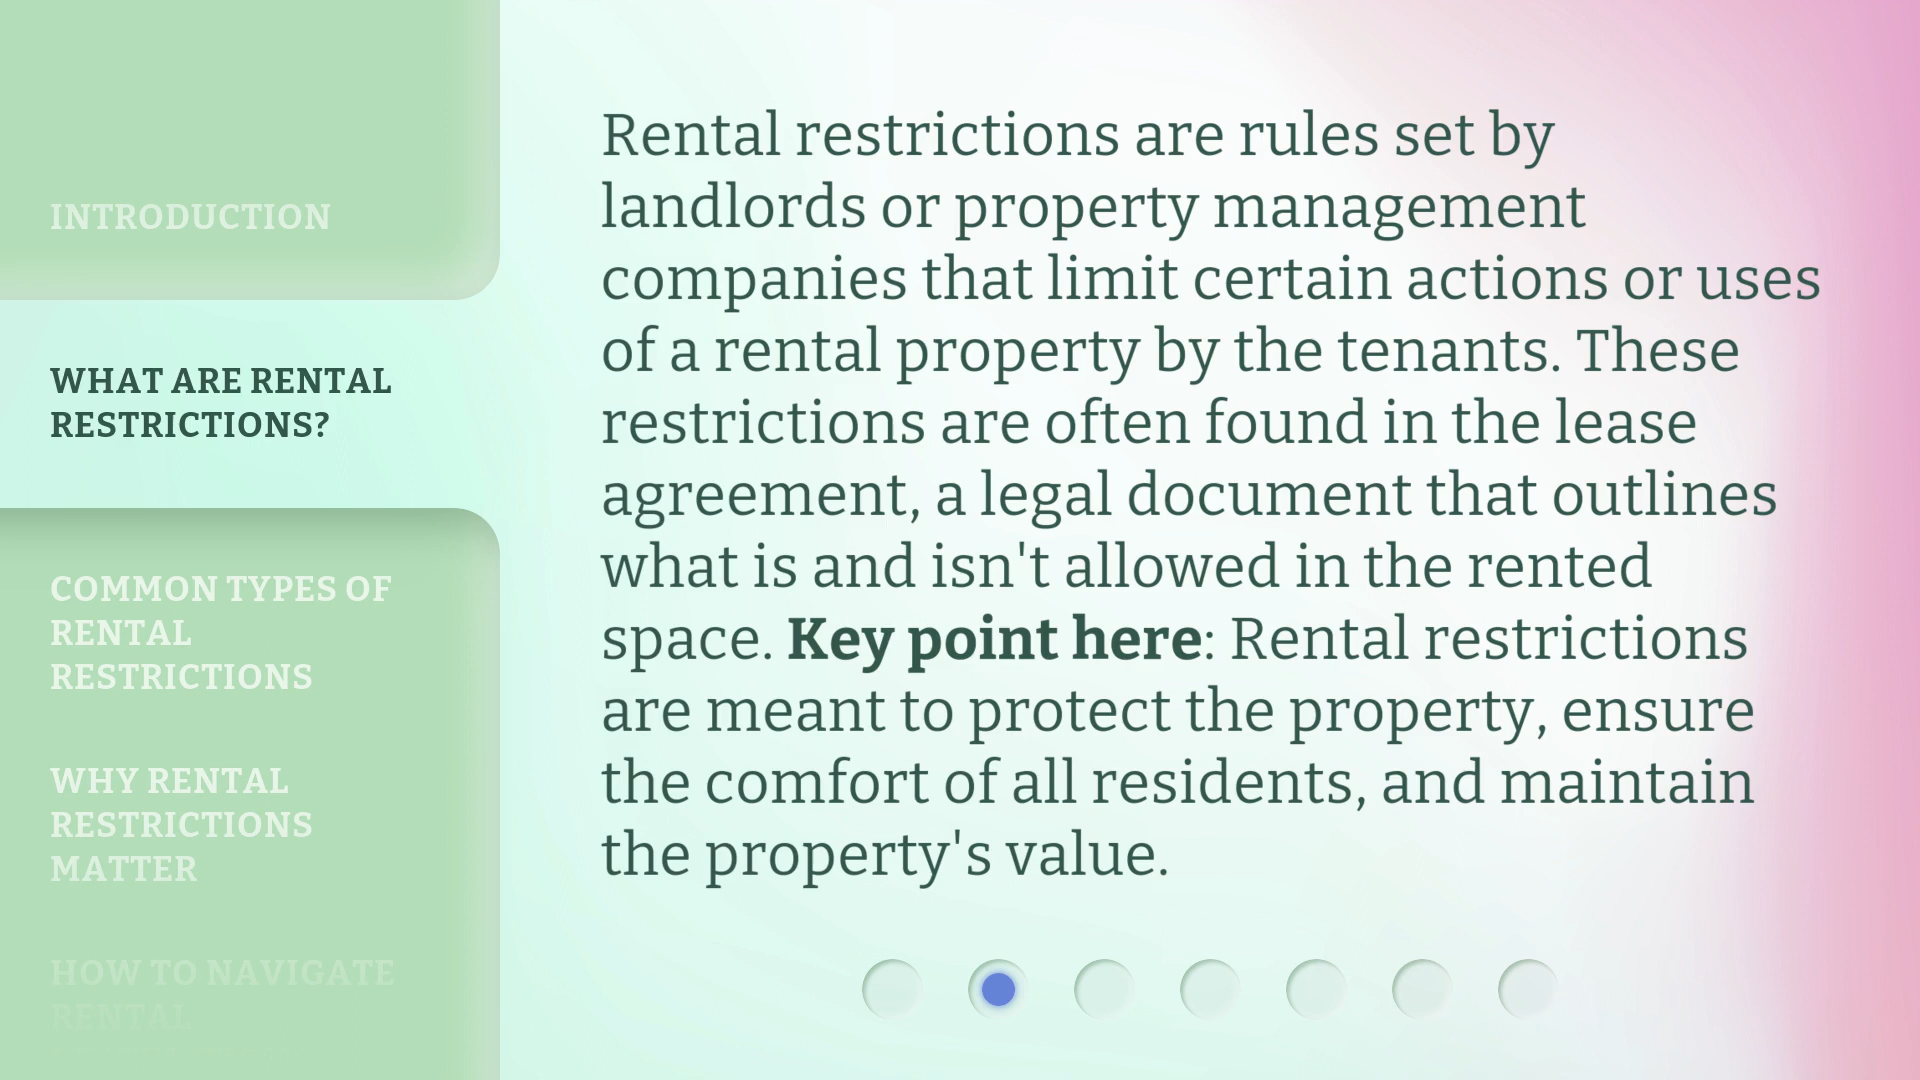 INTRODUCTION
WHAT ARE RENTAL
RESTRICTIONS?
COMMON TYPES OF
RENTAL
RESTRICTIONS
WHY RENTAL
RESTRICTIONS
MATTER
HOW TO NAVIGATE
RENTAL
Rental restrictions are rules set by
landlords or property management
companies that limit certain actions or uses
of a rental property by the tenants. These
restrictions are often found in the lease
agreement, a legal document that outlines
what is and isn't allowed in the rented
space. Key point here: Rental restrictions
are meant to protect the property, ensure
the comfort of all residents, and maintain
the property's value.